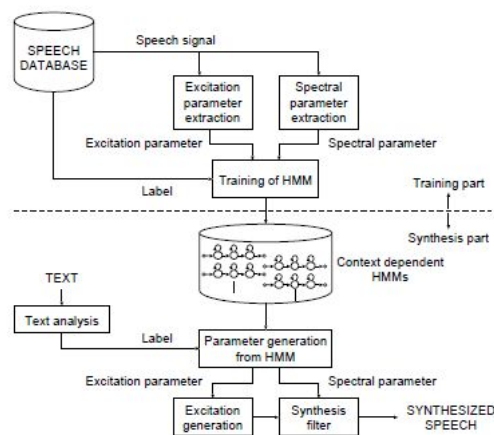 SPEECH
DATABASE
Speech signal
Excitation
parameter
extraction
Spectral
parameter
extraction
Excitation parameter
Spectral parameter
Label
Training of HMM
Training part
Synthesis part
Context dependent
HMMs
TEXT
Text analysis
Label
Parameter generation
from HMM
Excitation parameter
Spectral parameter
Excitation
generation
Synthesis
filter
SYNTHESIZED
SPEECH